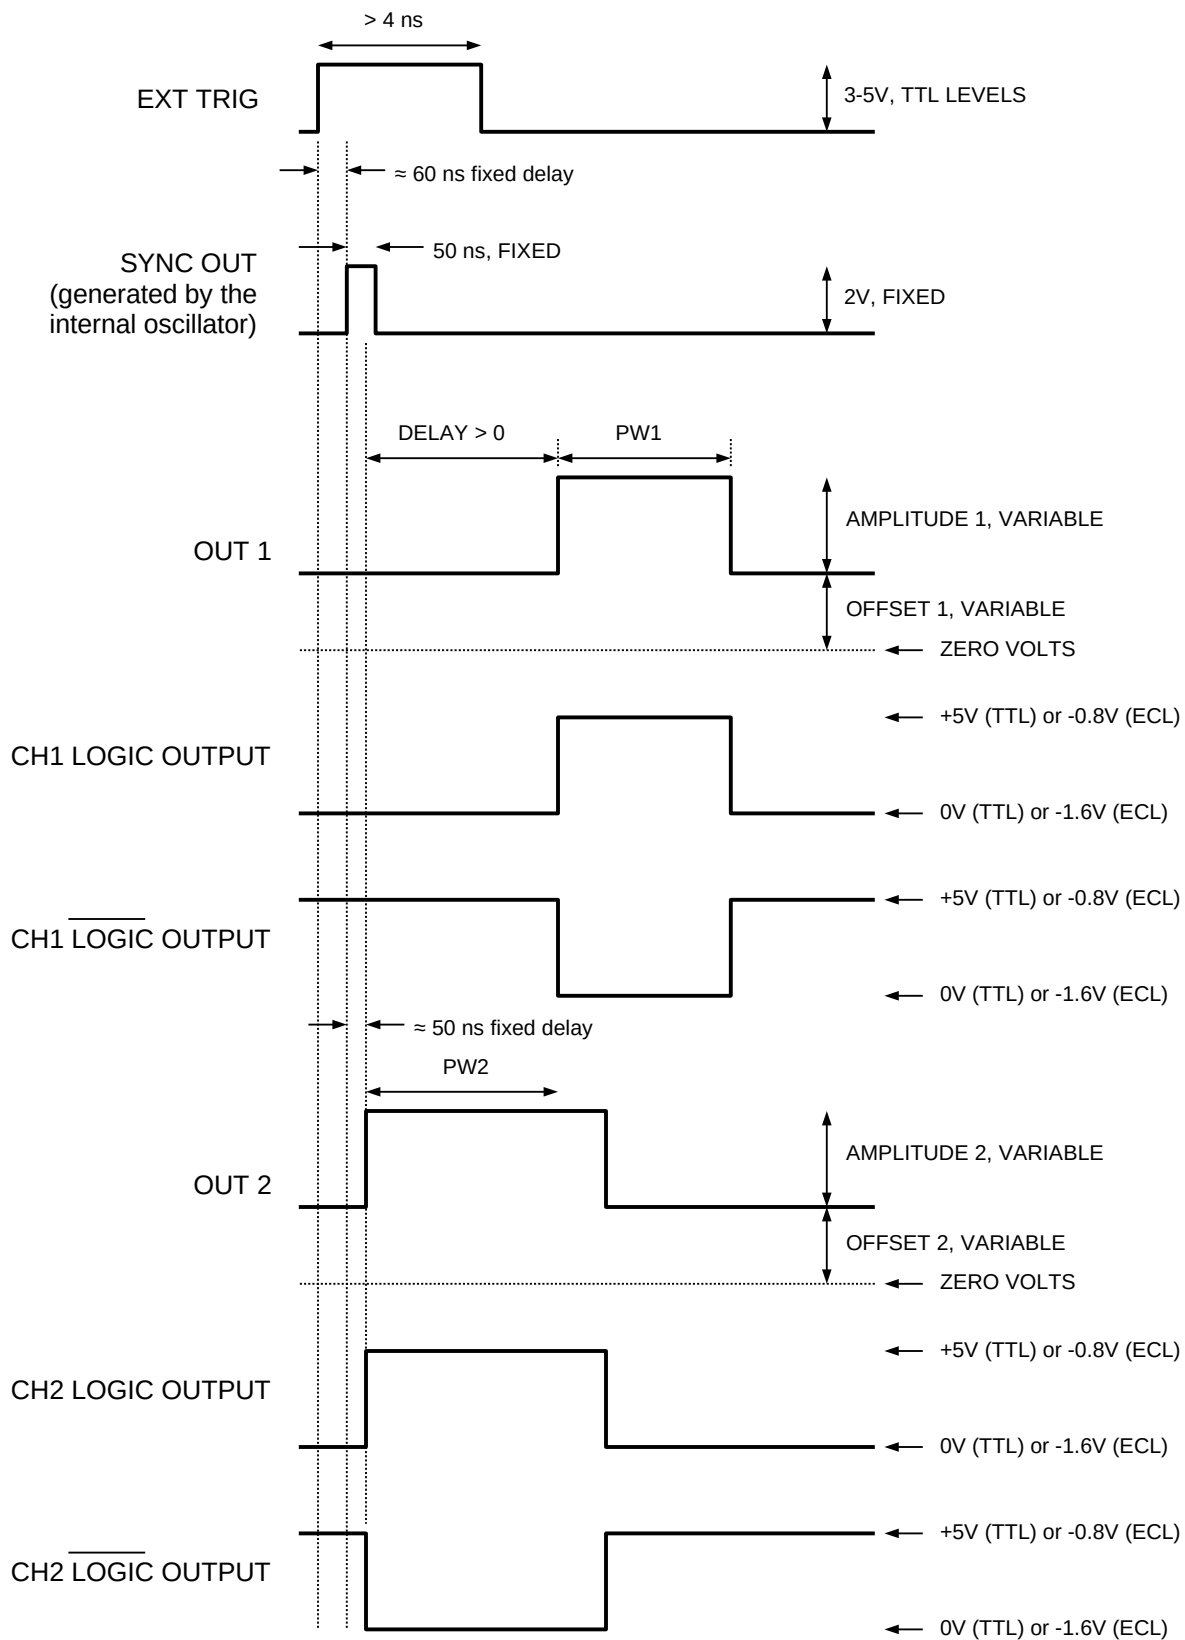 > 4 ns
EXT TRIG
3-5V, TTL LEVELS
≈ 60 ns fixed delay
50 ns, FIXED
SYNC OUT
(generated by the
internal oscillator)
2V, FIXED
DELAY > 0
PW1
AMPLITUDE 1, VARIABLE
OUT 1
OFFSET 1, VARIABLE
ZERO VOLTS
+5V (TTL) or -0.8V (ECL)
CH1 LOGIC OUTPUT
0V (TTL) or -1.6V (ECL)
+5V (TTL) or -0.8V (ECL)
CH1 LOGIC OUTPUT
0V (TTL) or -1.6V (ECL)
≈ 50 ns fixed delay
PW2
AMPLITUDE 2, VARIABLE
OUT 2
OFFSET 2, VARIABLE
ZERO VOLTS
+5V (TTL) or -0.8V (ECL)
CH2 LOGIC OUTPUT
0V (TTL) or -1.6V (ECL)
+5V (TTL) or -0.8V (ECL)
CH2 LOGIC OUTPUT
0V (TTL) or -1.6V (ECL)